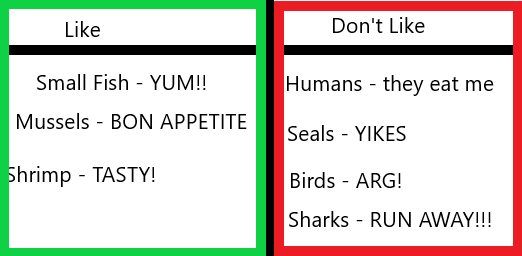 Like
Small Fish - YUM!!
Mussels - BON APPETITE
Shrimp - TASTY!
Don't Like
Humans - they eat me
Seals - YIKES
Birds - ARG!
Sharks - RUN AWAY!!!